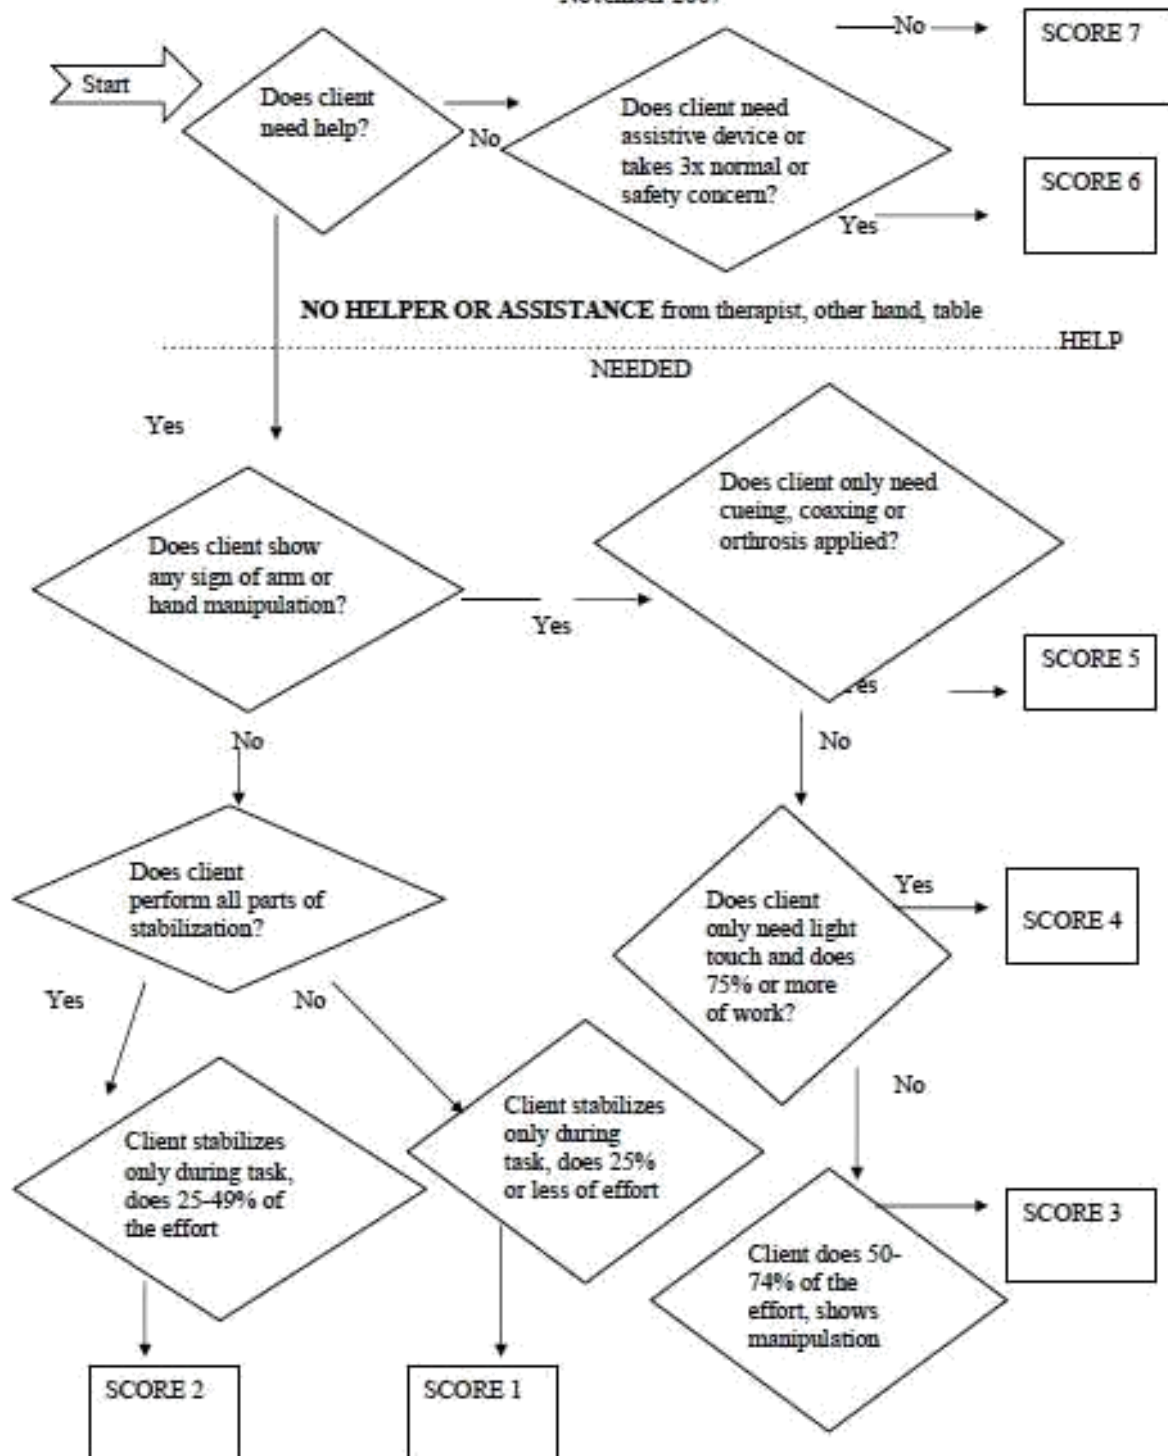 No
SCORE 7
Start
Does client
need help?
No
Does client need
assistive device or
takes 3x normal or
safety concern?
SCORE 6
Yes
NO HELPER OR ASSISTANCE from therapist, other hand, table
HELP
NEEDED
Yes
Does client only need
cueing, coaxing or
orthrosis applied?
Does client show
any sign of arm or
hand manipulation?
Yes
SCORE 5
No
No
Does client
perform all parts of
stabilization?
Yes
Does client
only need light
touch and does
75% or more
of work?
SCORE 4
Yes
No
No
Client stabilizes
only during task,
does 25-49% of
the effort
Client stabilizes
only during
task, does 25%
or less of effort
SCORE 3
Client does 50-
74% of the
effort, shows
manipulation
SCORE 2
SCORE 1